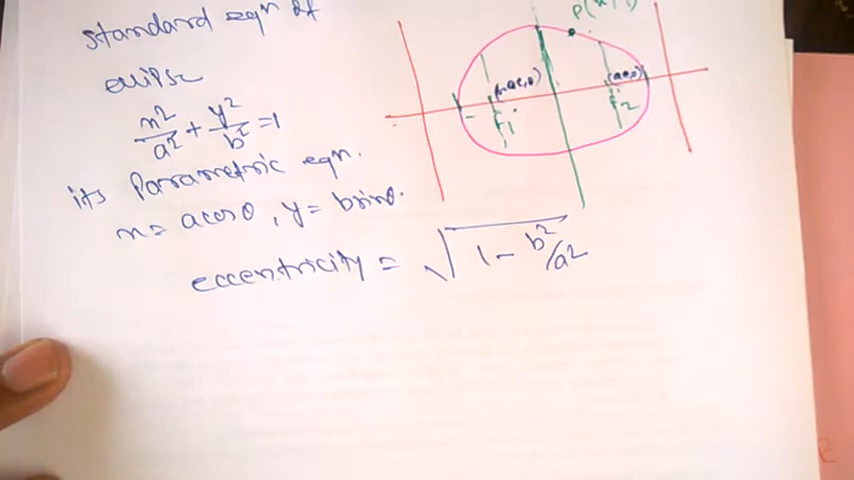 standard eqn of
ellipse
x²/a² + y²/b² = 1
its Parametric eqn.
x = a cos θ, y = b sin θ.
eccentricity = √(1 - b²/a²)
(-ae,0)
(ae,0)
F1
F2